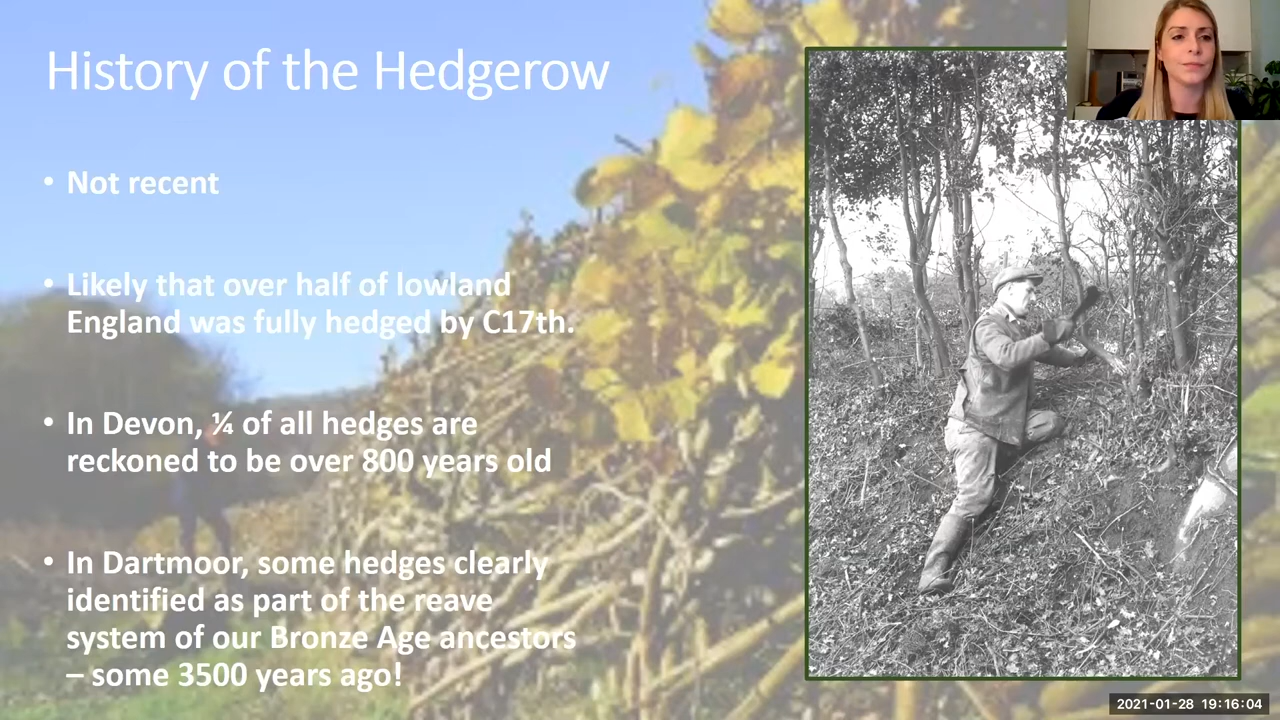 History of the Hedgerow
• Not recent
• Likely that over half of lowland
England was fully hedged by C17th.
• In Devon, ¼ of all hedges are
reckoned to be over 800 years old
• In Dartmoor, some hedges clearly
identified as part of the reave
system of our Bronze Age ancestors
– some 3500 years ago!
2021-01-28 19:16:04